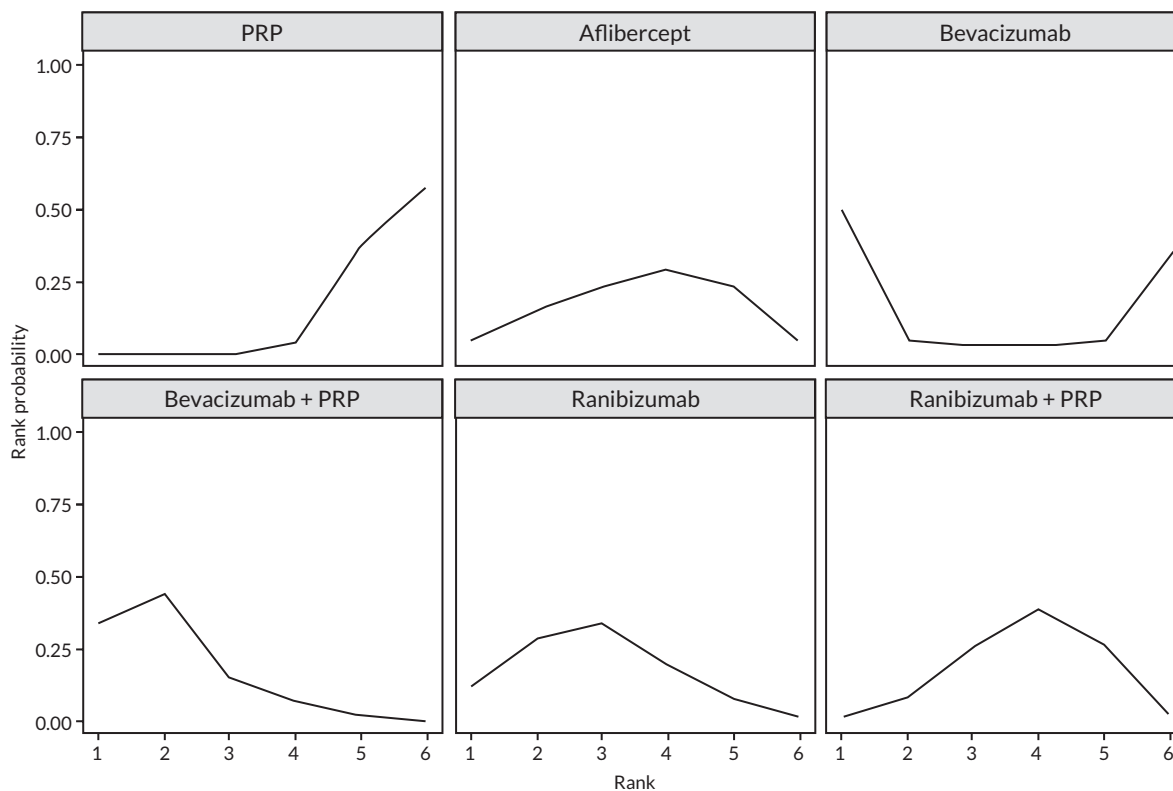 PRP
Aflibercept
Bevacizumab
1.00
0.75
0.50
0.25
0.00
Rank probability
Bevacizumab + PRP
Ranibizumab
Ranibizumab + PRP
1.00
0.75
0.50
0.25
0.00
1 2 3 4 5 6
1 2 3 4 5 6
1 2 3 4 5 6
Rank